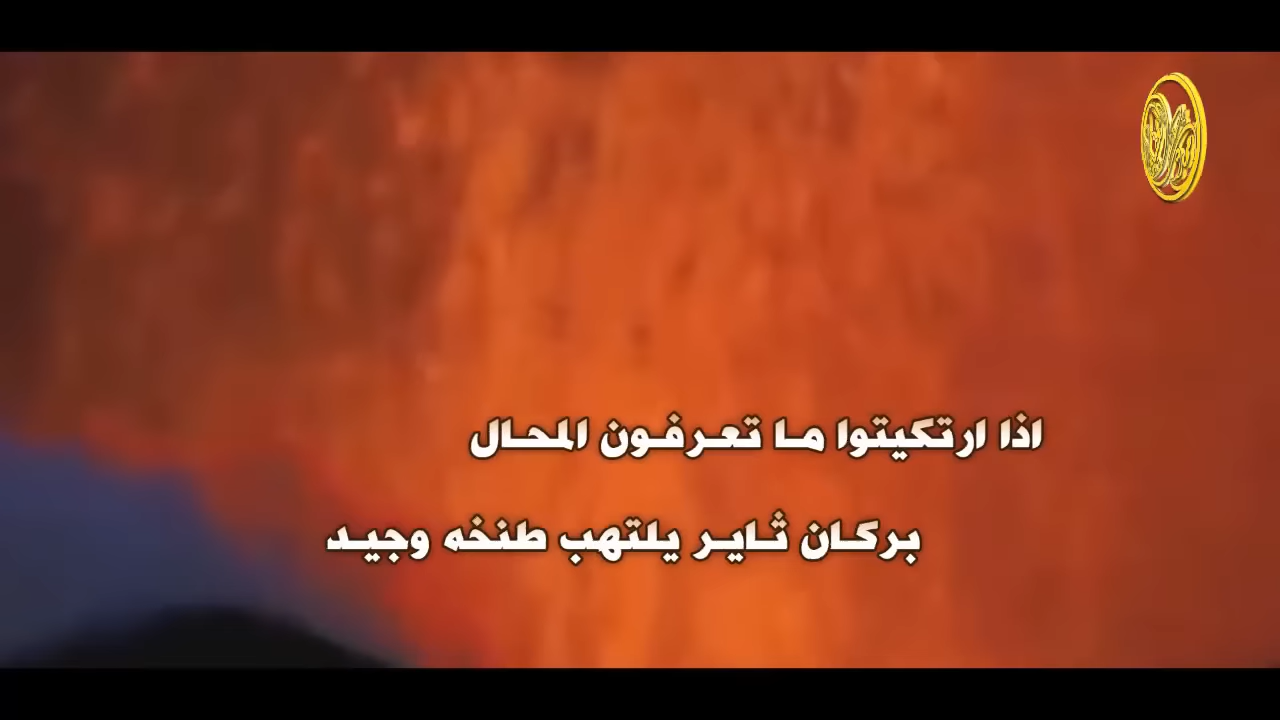 اذا ارتكيتوا ما تعرفون المحال
بركان ثاير يلتهب طنخه وجيد